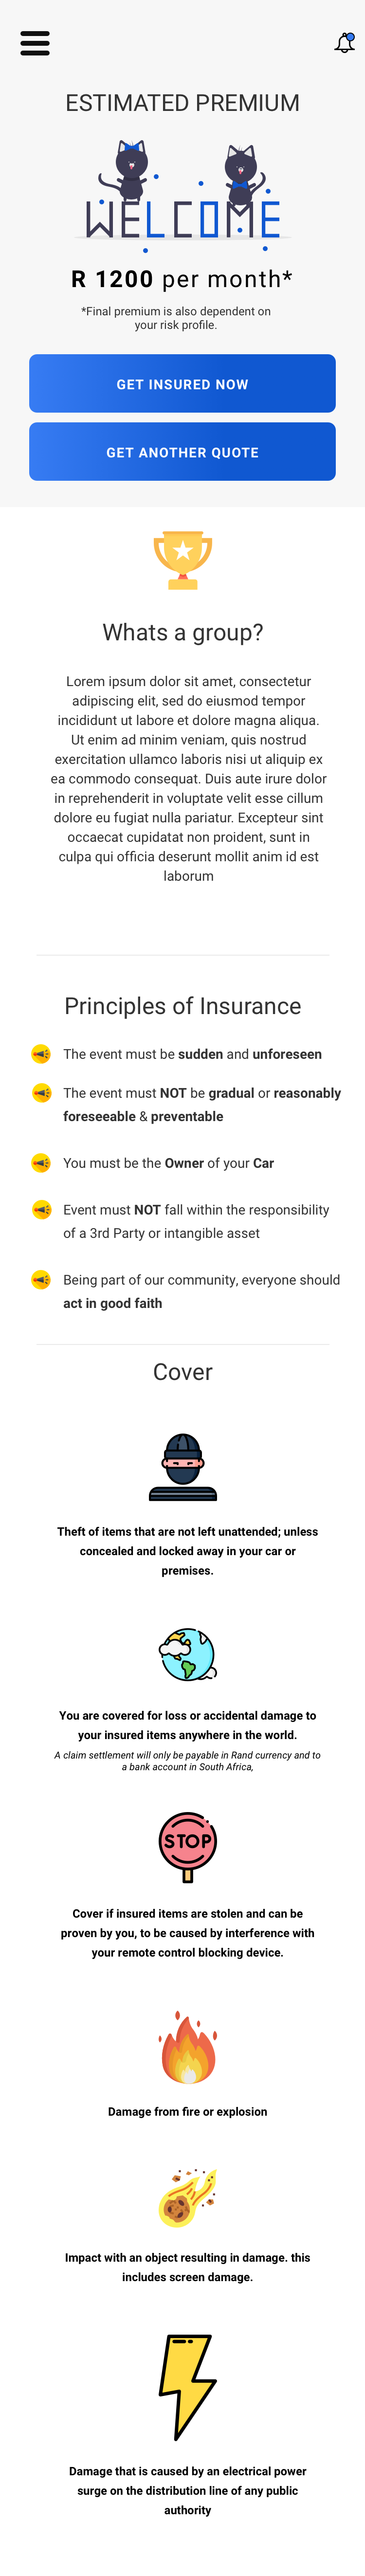 ESTIMATED PREMIUM
WELCOME
R 1200 per month*
*Final premium is also dependent on
your risk profile.
GET INSURED NOW
GET ANOTHER QUOTE
Whats a group?
Lorem ipsum dolor sit amet, consectetur
adipiscing elit, sed do eiusmod tempor
incididunt ut labore et dolore magna aliqua.
Ut enim ad minim veniam, quis nostrud
exercitation ullamco laboris nisi ut aliquip ex
ea commodo consequat. Duis aute irure dolor
in reprehenderit in voluptate velit esse cillum
dolore eu fugiat nulla pariatur. Excepteur sint
occaecat cupidatat non proident, sunt in
culpa qui officia deserunt mollit anim id est
laborum
Principles of Insurance
The event must be sudden and unforeseen
The event must NOT be gradual or reasonably
foreseeable & preventable
You must be the Owner of your Car
Event must NOT fall within the responsibility
of a 3rd Party or intangible asset
Being part of our community, everyone should
act in good faith
Cover
Theft of items that are not left unattended; unless
concealed and locked away in your car or
premises.
You are covered for loss or accidental damage to
your insured items anywhere in the world.
A claim settlement will only be payable in Rand currency and to
a bank account in South Africa,
STOP
Cover if insured items are stolen and can be
proven by you, to be caused by interference with
your remote control blocking device.
Damage from fire or explosion
Impact with an object resulting in damage. this
includes screen damage.
Damage that is caused by an electrical power
surge on the distribution line of any public
authority